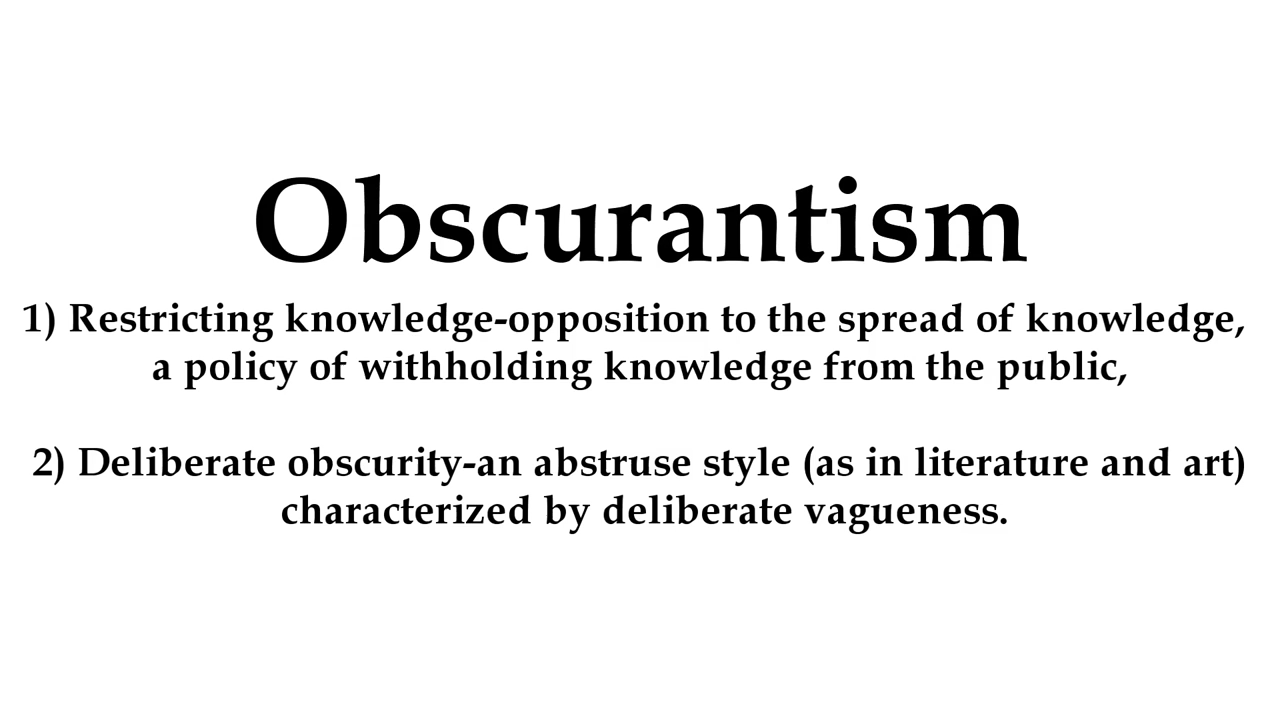 Obscurantism
1) Restricting knowledge-opposition to the spread of knowledge,
a policy of withholding knowledge from the public,
2) Deliberate obscurity-an abstruse style (as in literature and art)
characterized by deliberate vagueness.